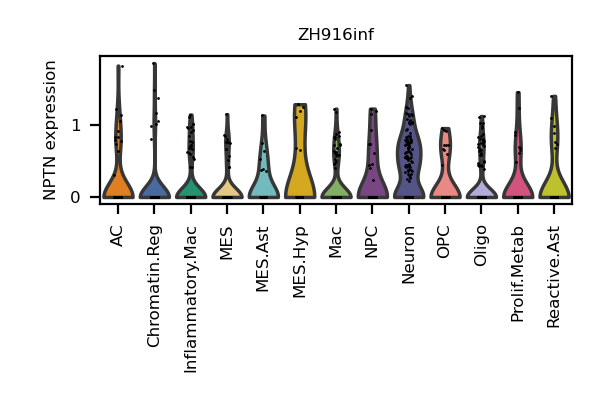 ZH916inf
NPTN expression
1
0
AC
Chromatin.Reg
Inflammatory.Mac
MES
MES.Ast
MES.Hyp
Mac
NPC
Neuron
OPC
Oligo
Prolif.Metab
Reactive.Ast